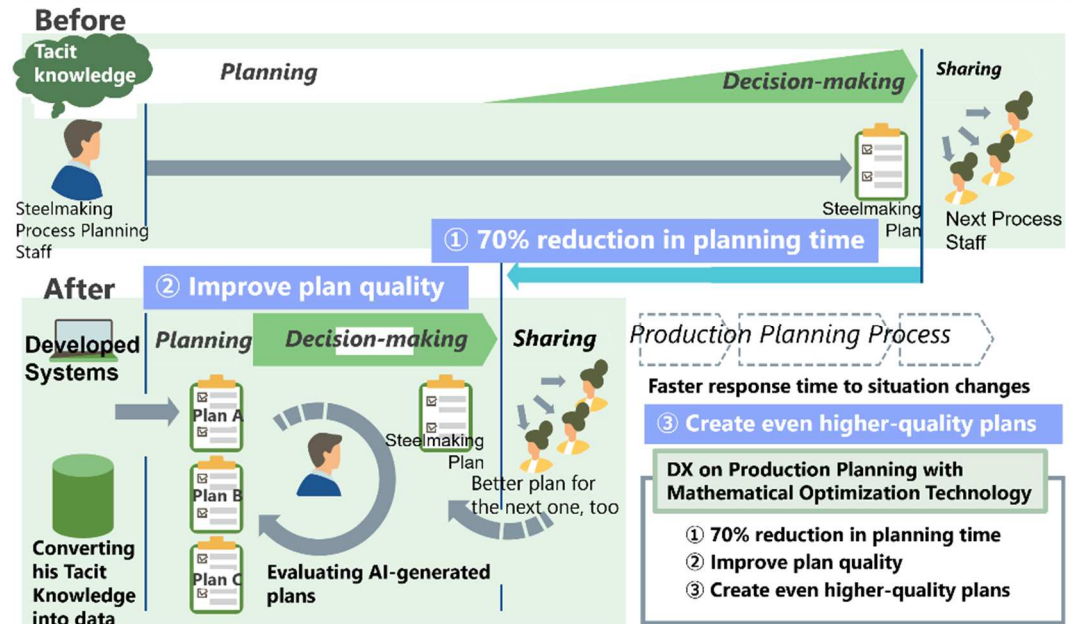 Before
Tacit
knowledge
Planning
Decision-making
Sharing
Steelmaking
Process Planning
Staff
Steelmaking
Plan
Next Process
Staff
① 70% reduction in planning time
After
② Improve plan quality
Developed
Systems
Planning
Decision-making
Sharing
Production Planning Process
Faster response time to situation changes
③ Create even higher-quality plans
Plan A
Plan B
Plan C
Steelmaking
Plan
Better plan for
the next one, too
Converting
his Tacit
Knowledge
into data
Evaluating AI-generated
plans
DX on Production Planning with
Mathematical Optimization Technology
① 70% reduction in planning time
② Improve plan quality
③ Create even higher-quality plans